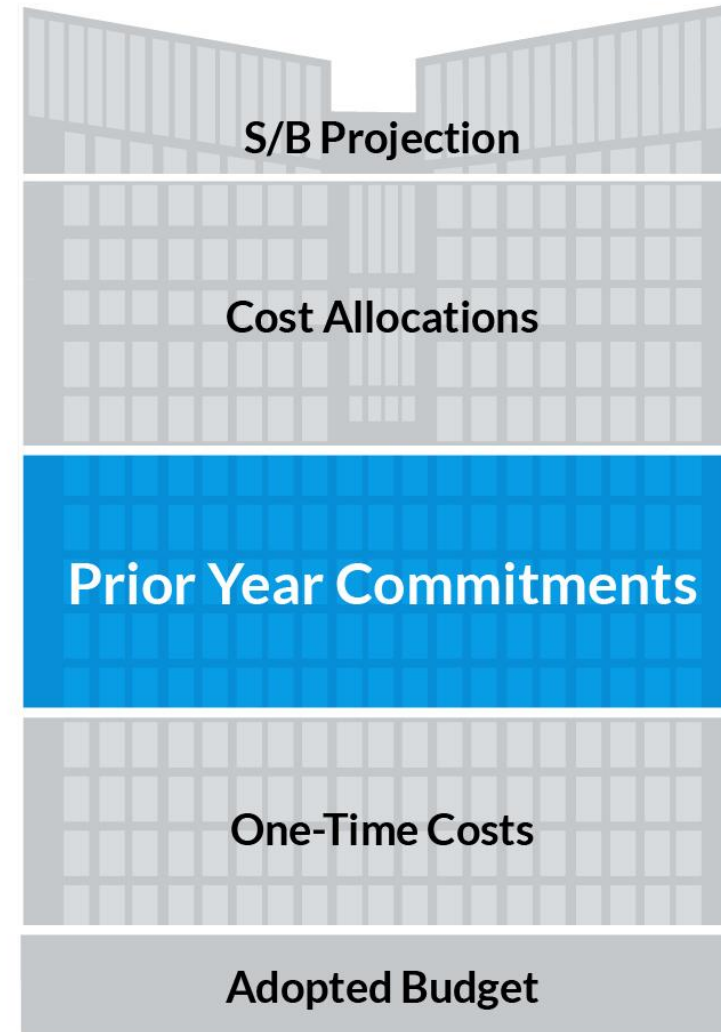 S/B Projection
Cost Allocations
Prior Year Commitments
One-Time Costs
Adopted Budget